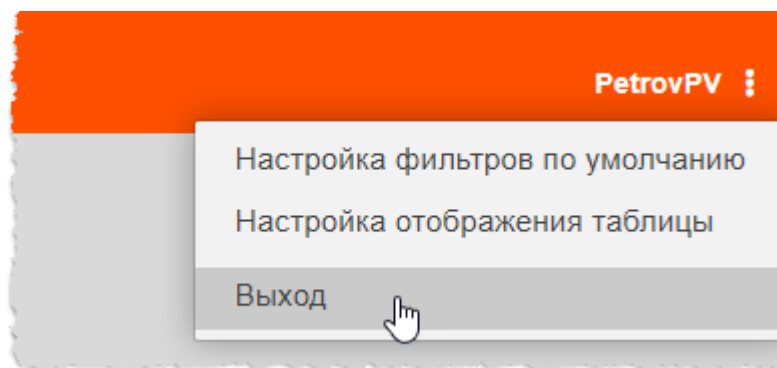 PetrovPV
Настройка фильтров по умолчанию
Настройка отображения таблицы
Выход